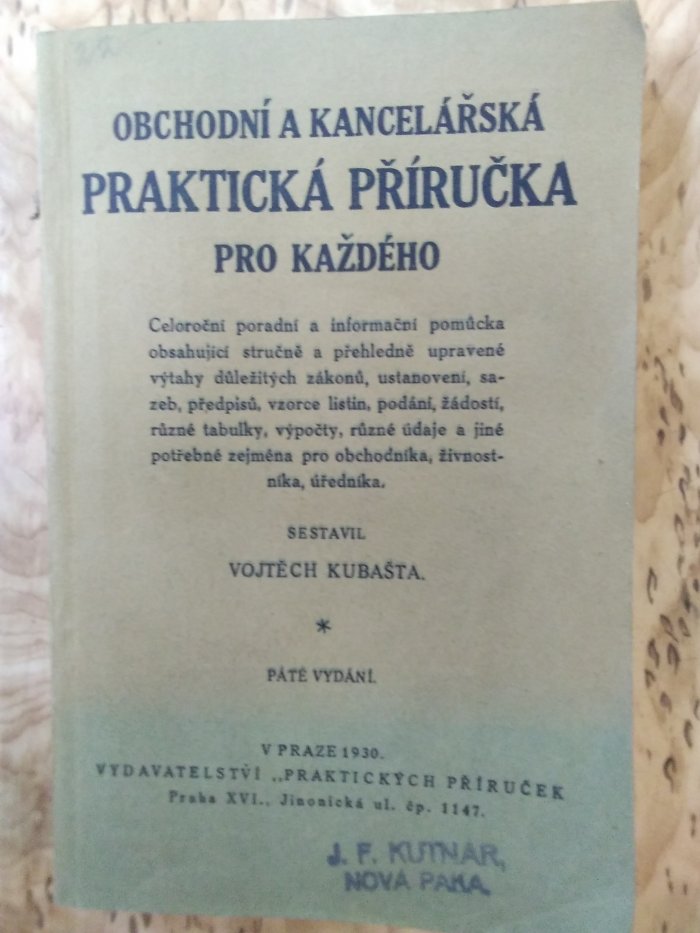 OBCHODNÍ A KANCELÁŘSKÁ
PRAKTICKÁ PŘÍRUČKA
PRO KAŽDÉHO
Celoroční poradní a informační pomůcka
obsahující stručně a přehledně upravené
výtahy důležitých zákonů, ustanovení, sa-
zeb, předpisů, vzorce listin, podání, žádostí,
různé tabulky, výpočty, různé údaje a jiné
potřebné zejména pro obchodníka, živnost-
níka, úředníka.
SESTAVIL
VOJTĚCH KUBAŠTA.
*
PÁTÉ VYDÁNÍ.
V PRAZE 1930.
VYDAVATELSTVÍ „PRAKTICKÝCH PŘÍRUČEK
Praha XVI., Jinonická ul. čp. 1147.
J. F. KUTNAR,
NOVÁ PAKA.